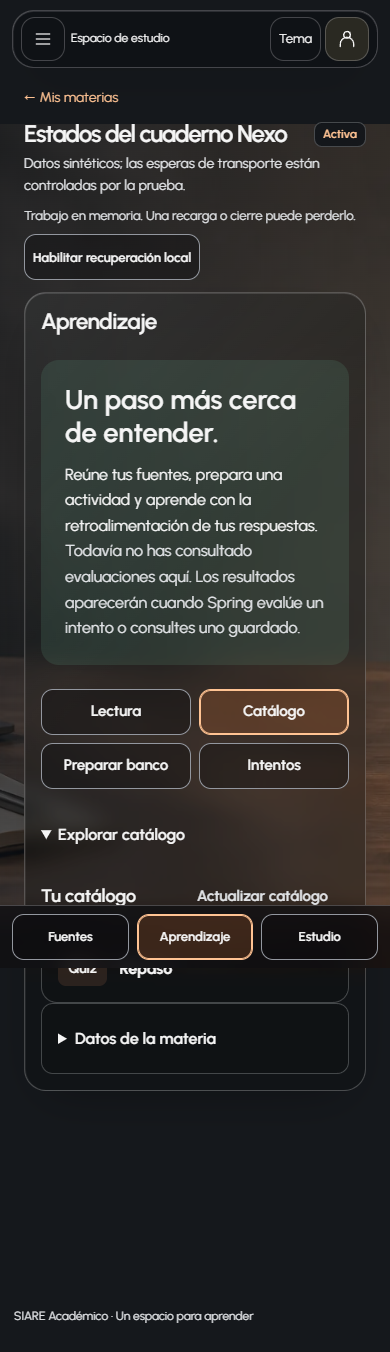 Espacio de estudio
Tema
← Mis materias
Estados del cuaderno Nexo
Activa
Datos sintéticos; las esperas de transporte están
controladas por la prueba.
Trabajo en memoria. Una recarga o cierre puede perderlo.
Habilitar recuperación local
Aprendizaje
Un paso más cerca
de entender.
Reúne tus fuentes, prepara una
actividad y aprende con la
retroalimentación de tus respuestas.
Todavía no has consultado
evaluaciones aquí. Los resultados
aparecerán cuando Spring evalúe un
intento o consultes uno guardado.
Lectura
Catálogo
Preparar banco
Intentos
▼ Explorar catálogo
Tu catálogo
Actualizar catálogo
Fuentes
Aprendizaje
Estudio
Quiz
Repaso
▶ Datos de la materia
SIARE Académico · Un espacio para aprender